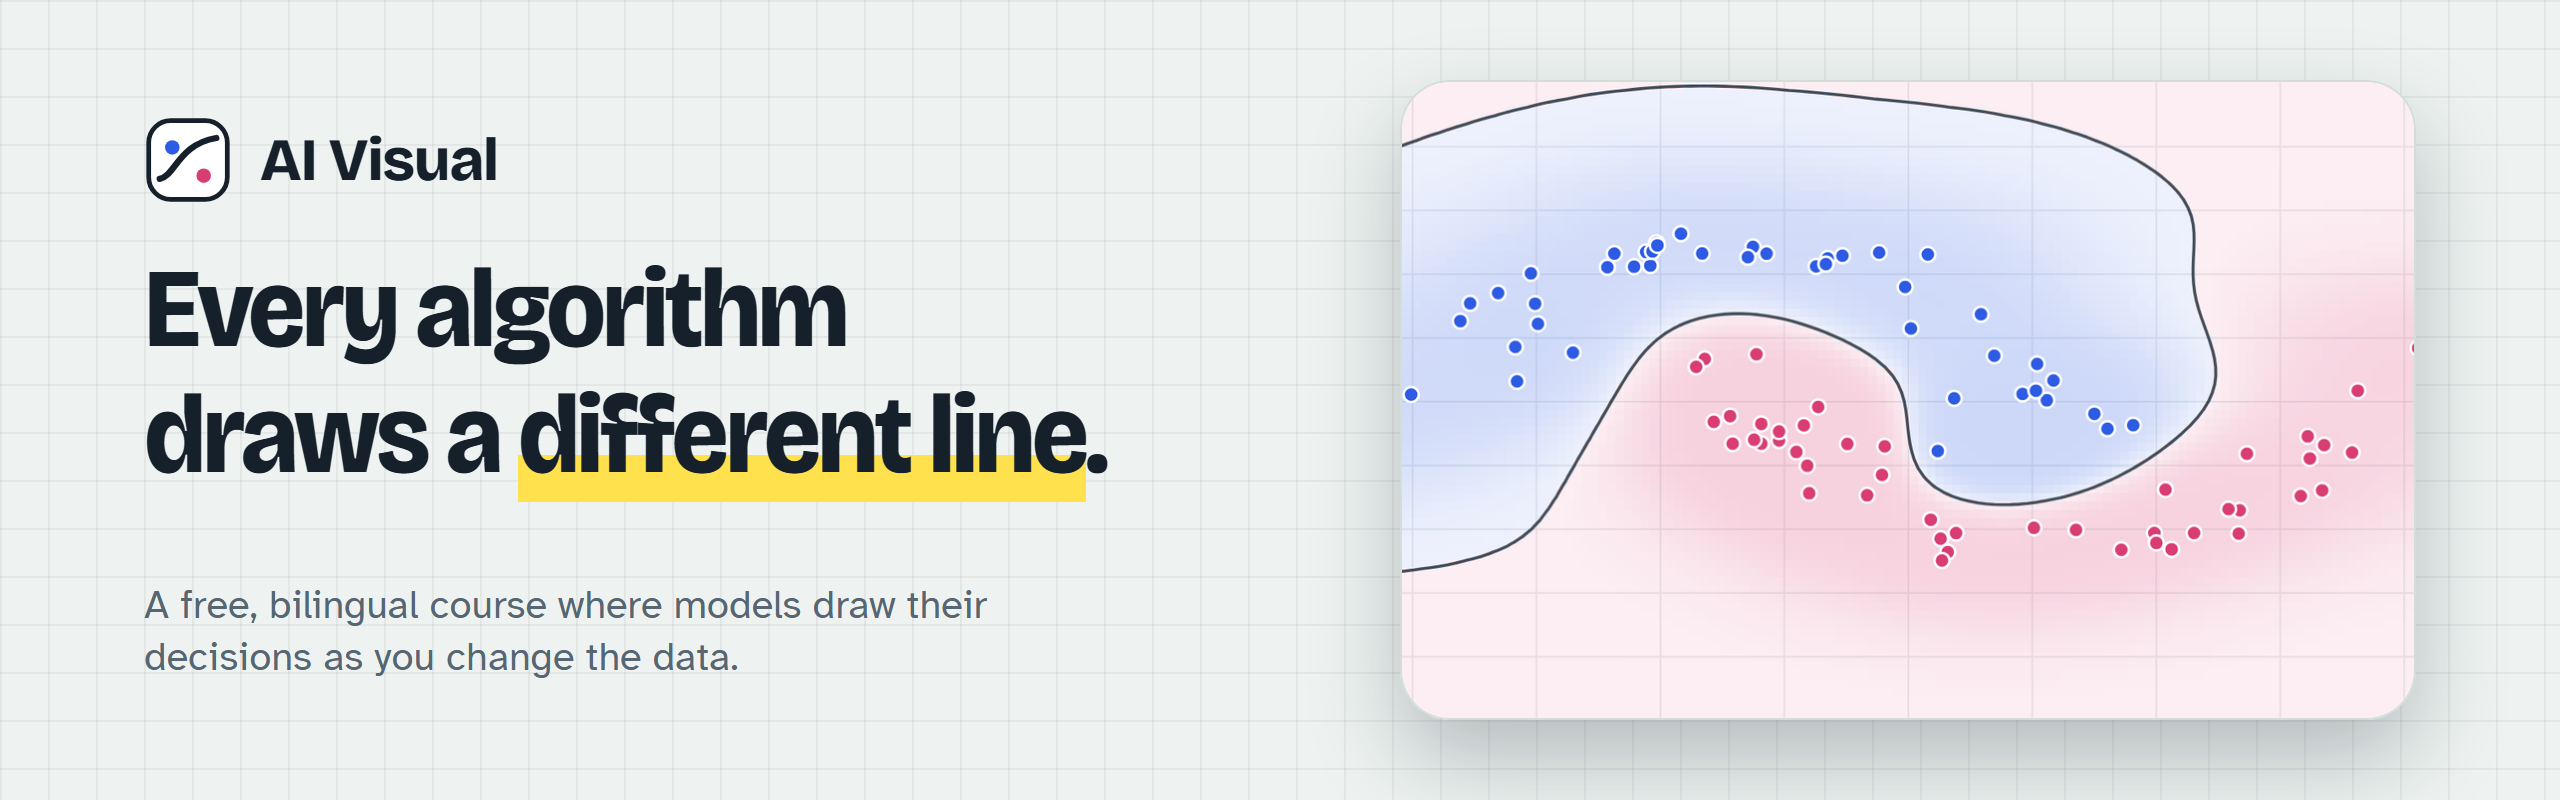 AI Visual
Every algorithm
draws a different line.
A free, bilingual course where models draw their
decisions as you change the data.